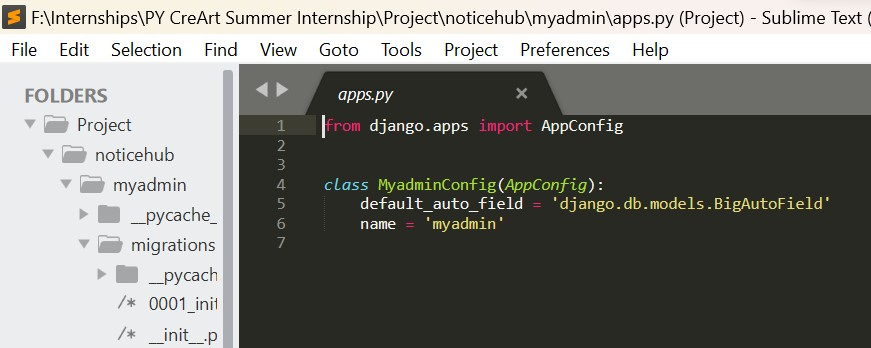 F:\Internships\PY CreArt Summer Internship\Project\noticehub\myadmin\apps.py (Project) - Sublime Text (
File Edit Selection Find View Goto Tools Project Preferences Help
FOLDERS
Project
noticehub
myadmin
__pycache_
migrations
__pycach
/* 0001_init
/* __init__.p
apps.py
1 from django.apps import AppConfig
2
3
4 class MyadminConfig(AppConfig):
5     default_auto_field = 'django.db.models.BigAutoField'
6     name = 'myadmin'
7